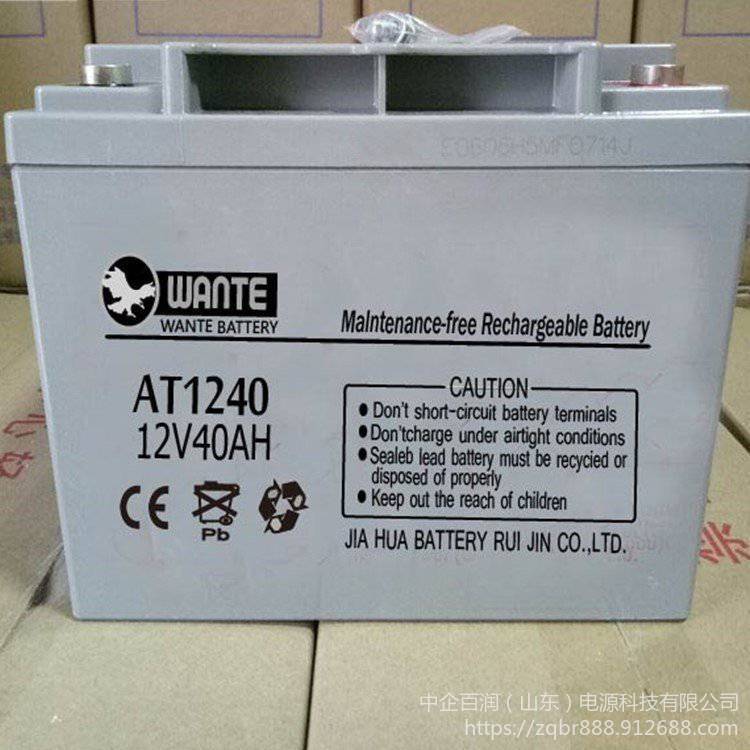 WANTE
WANTE BATTERY
MaIntenance-free Rechargeable Battery
AT1240
12V40AH
CAUTION
● Don't short-circuit battery terminals
● Don'tcharge under airtight conditions
● Sealeb lead battery must be recycled or
disposed of properly
● Keep out the reach of children
CE
Pb
JIA HUA BATTERY RUI JIN CO.,LTD.
中企百润（山东）电源科技有限公司
https://zqbr888.912688.com